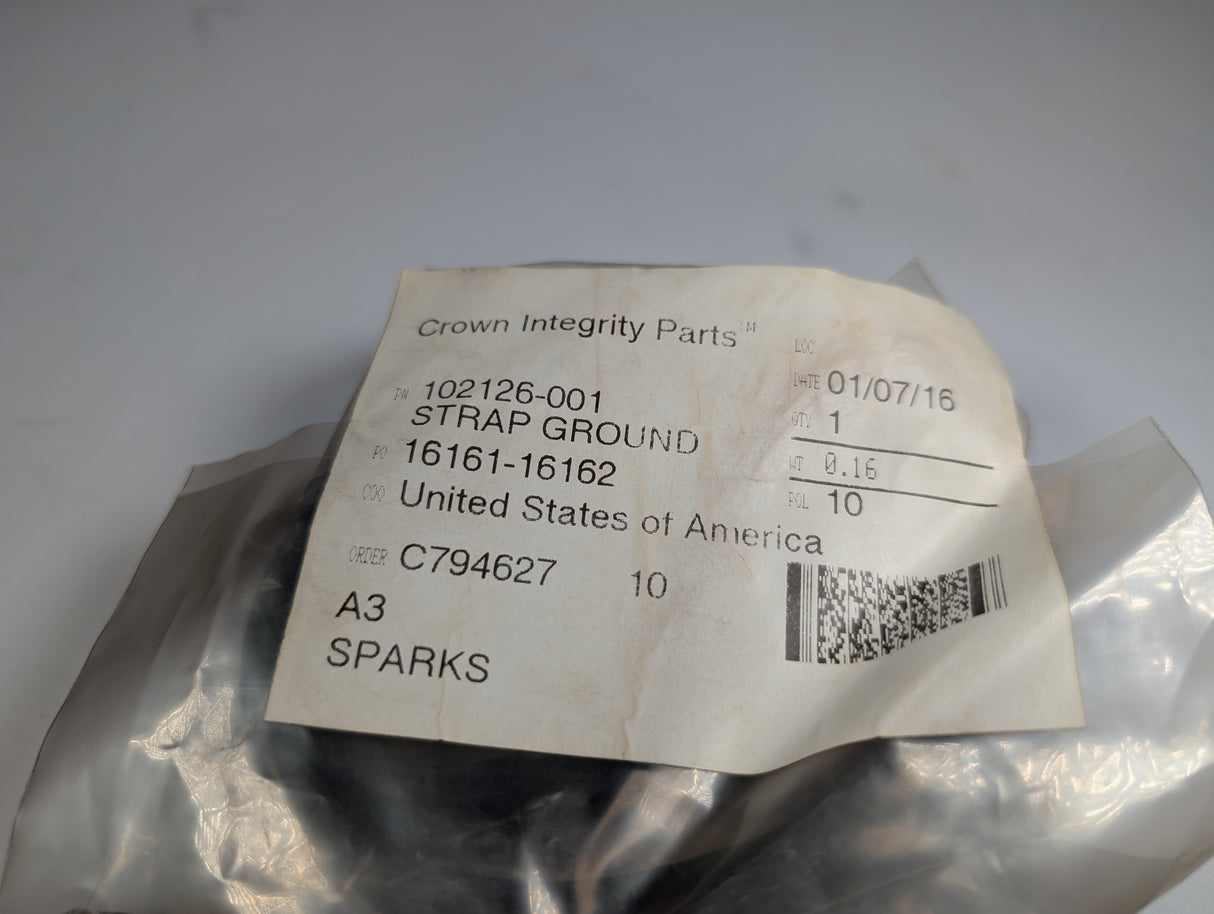 Crown Integrity Parts™
LOC
PN 102126-001
DATE 01/07/16
STRAP GROUND
QTY 1
PO 16161-16162
WT 0.16
COO United States of America
POL 10
ORDER C794627 10
A3
SPARKS